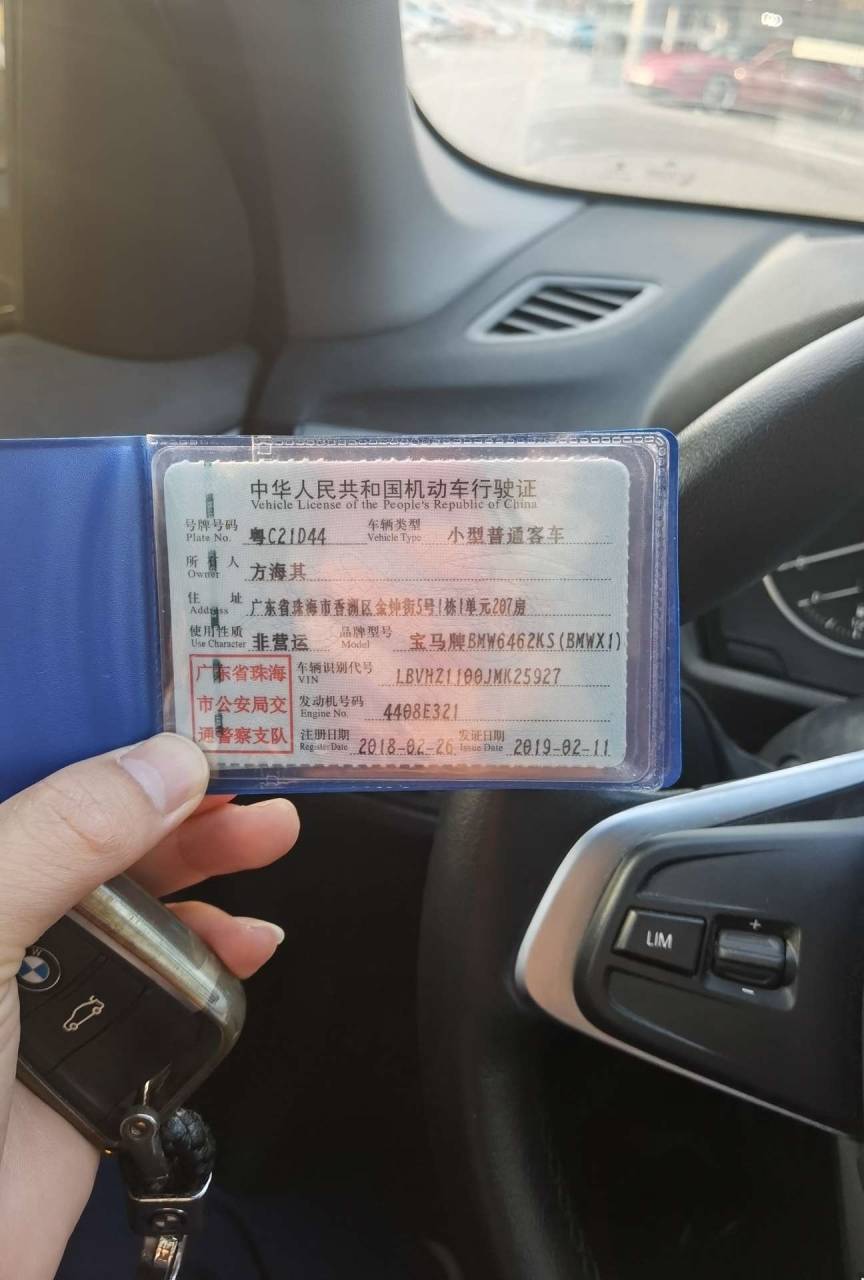 中华人民共和国机动车行驶证
Vehicle License of the People's Republic of China
号牌号码 粤C21D44 车辆类型 小型普通客车
Plate No. Vehicle Type
所有人 方海其
Owner
住址 广东省珠海市香洲区金钟街5号1栋1单元207房
Address
使用性质 非营运 品牌型号 宝马牌BMW6462KS(BMWX1)
Use Character Model
广东省珠海
市公安局交
通警察支队
车辆识别代号 LBVHZ1100JMK25927
VIN
发动机号码 4408E321
Engine No.
注册日期 2018-02-26 发证日期 2019-02-11
Register Date Issue Date
LIM
+
-